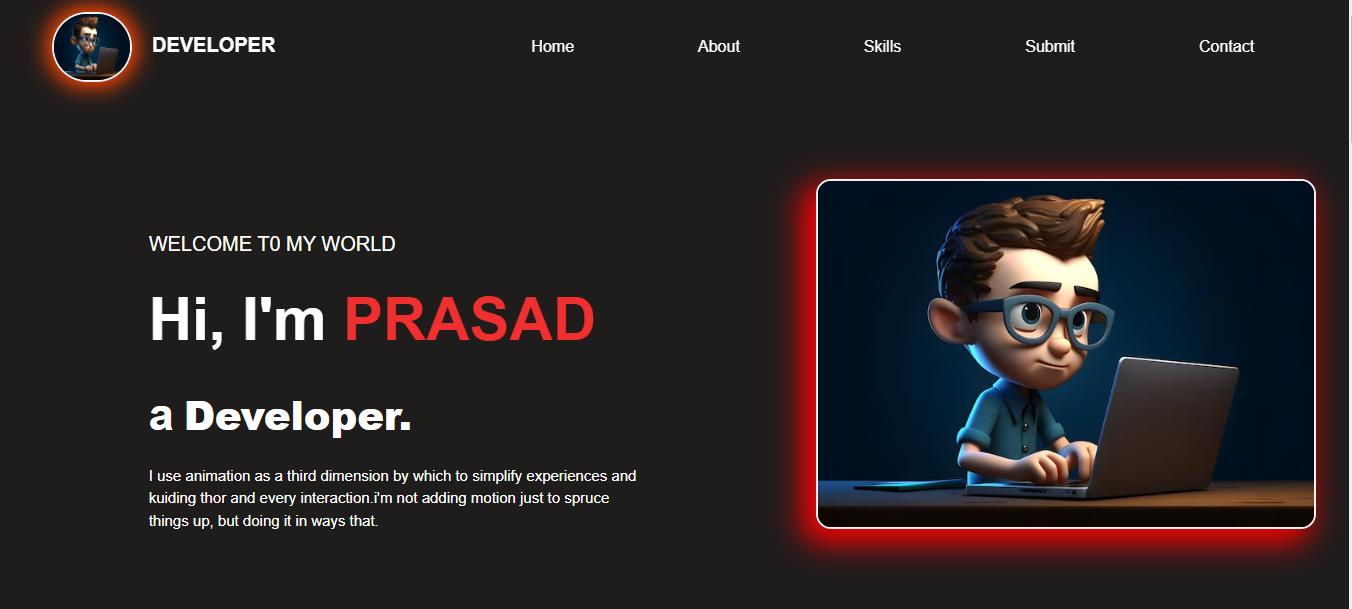 DEVELOPER
Home
About
Skills
Submit
Contact
WELCOME T0 MY WORLD
Hi, I'm PRASAD
a Developer.
I use animation as a third dimension by which to simplify experiences and
kuiding thor and every interaction.i'm not adding motion just to spruce
things up, but doing it in ways that.